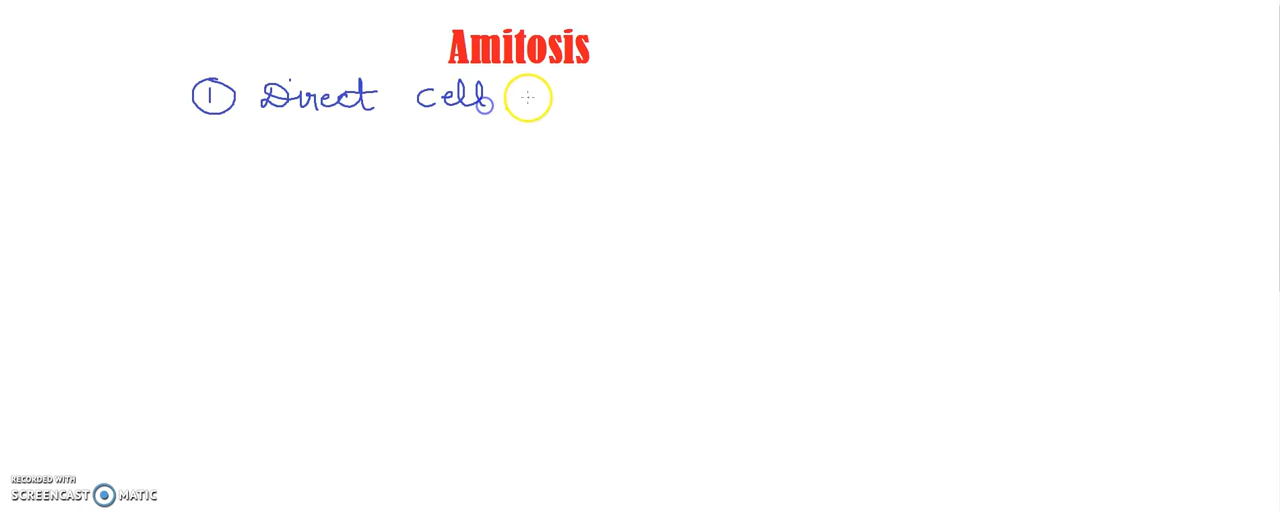 Amitosis
① Direct cell
RECORDED WITH
SCREENCAST MATIC